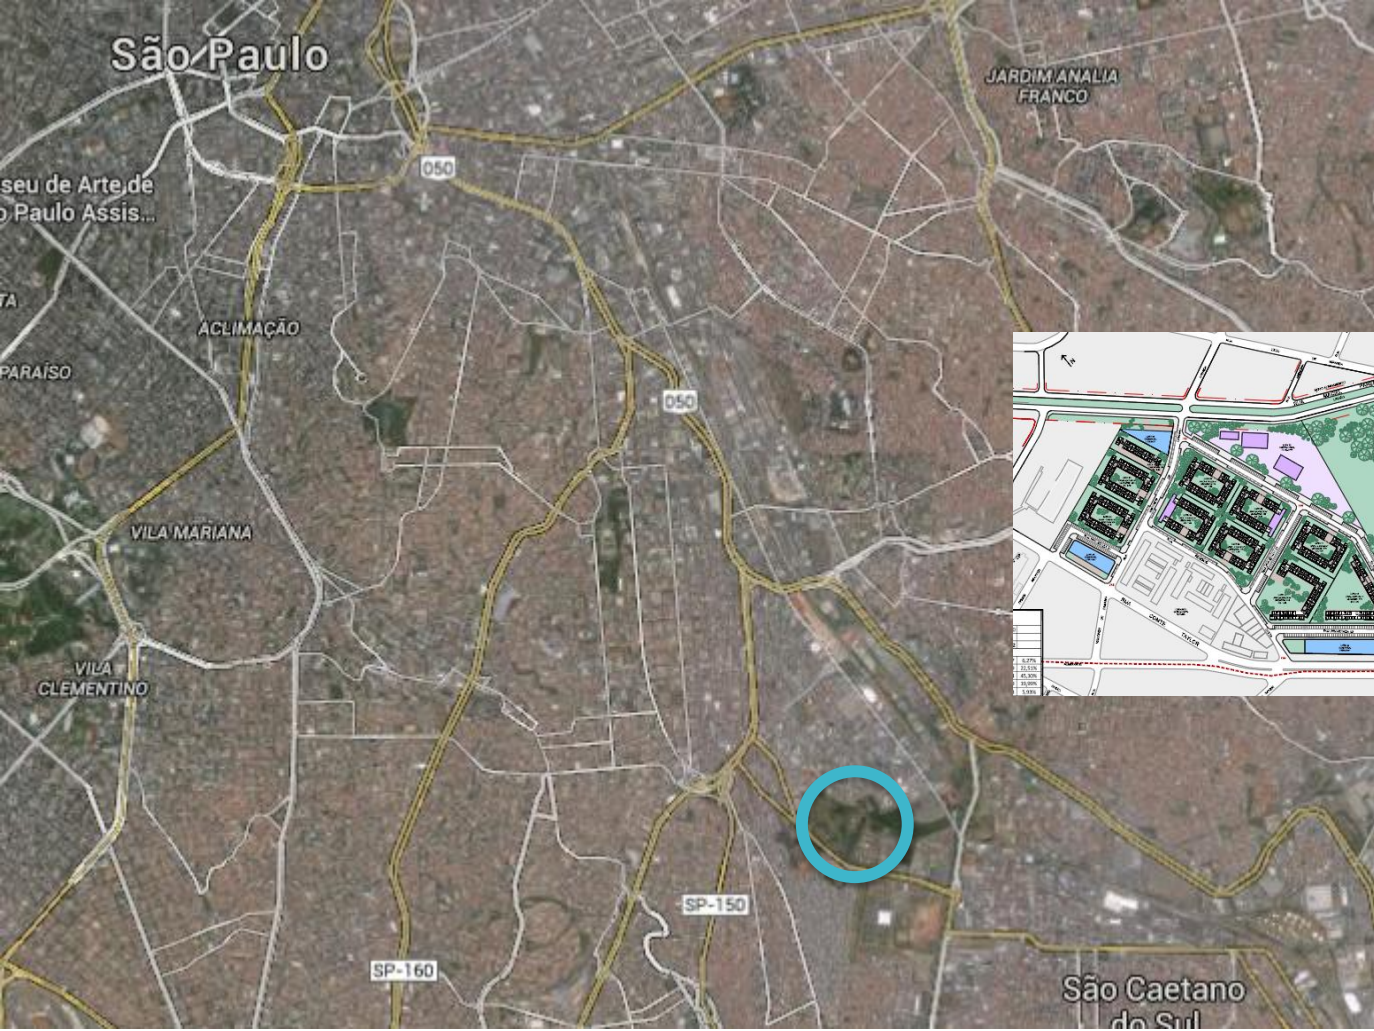 São Paulo
JARDIM ANALIA
FRANCO
050
seu de Arte de
o Paulo Assis...
TA
ACLIMAÇÃO
PARAÍSO
050
VILA MARIANA
VILA
CLEMENTINO
SP-150
SP-160
São Caetano
do Sul